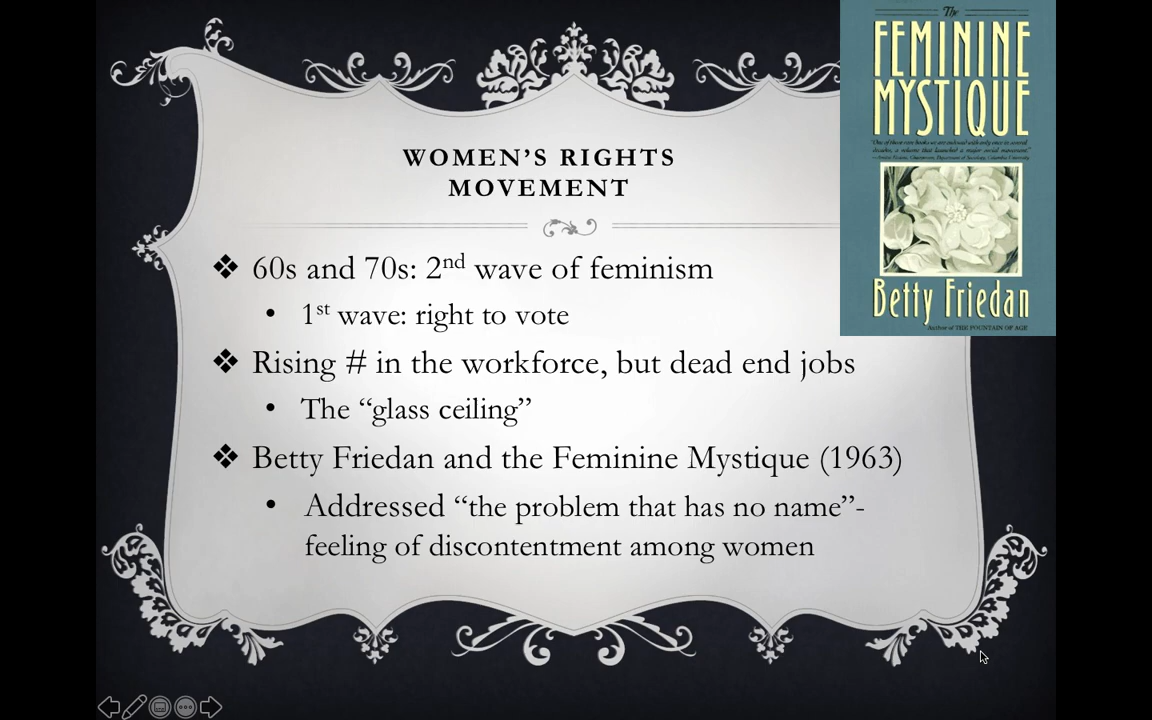 The
FEMININE
MYSTIQUE
Betty Friedan
Author of THE FOUNTAIN OF AGE
WOMEN'S RIGHTS
MOVEMENT
❖ 60s and 70s: 2nd wave of feminism
• 1st wave: right to vote
❖ Rising # in the workforce, but dead end jobs
• The “glass ceiling”
❖ Betty Friedan and the Feminine Mystique (1963)
• Addressed “the problem that has no name”-
feeling of discontentment among women